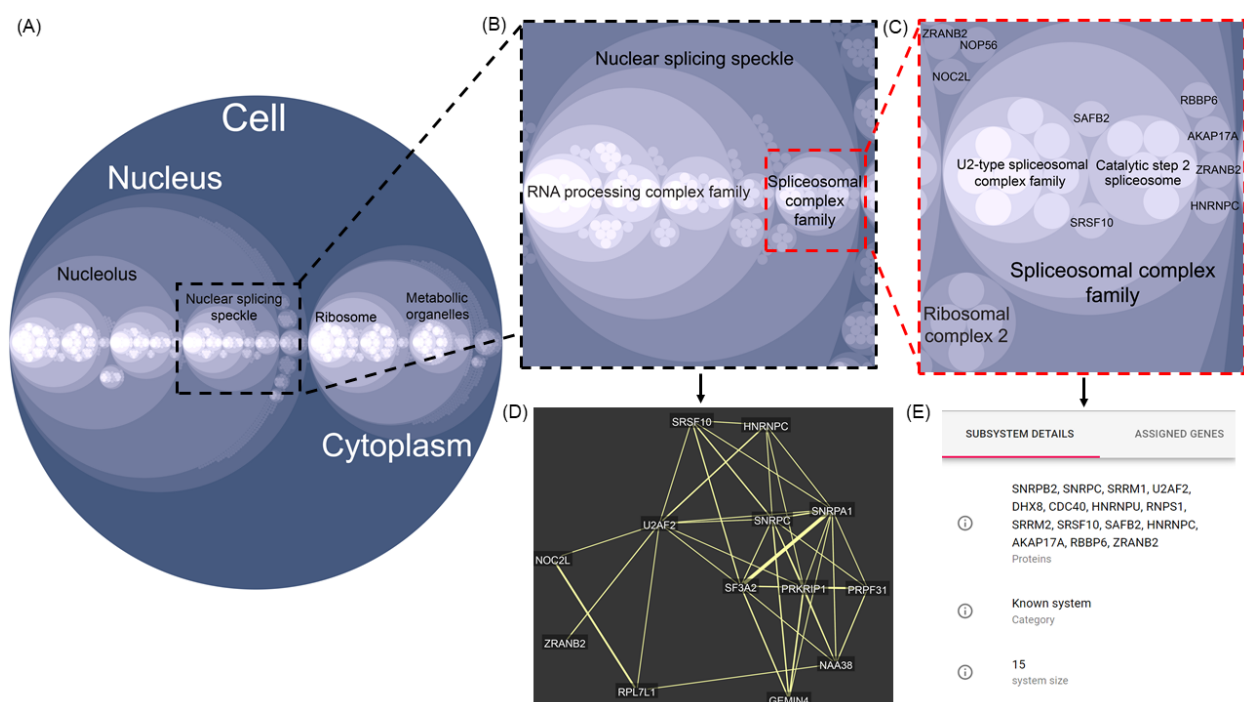 (A)
Cell
Nucleus
Nucleolus
Nuclear splicing
speckle
Ribosome
Metabollic
organelles
Cytoplasm
(B)
Nuclear splicing speckle
RNA processing complex family
Spliceosomal
complex
family
(C)
ZRANB2
NOP56
NOC2L
RBBP6
SAFB2
AKAP17A
U2-type spliceosomal
complex family
Catalytic step 2
spliceosome
ZRANB2
HNRNPC
SRSF10
Spliceosomal complex
family
Ribosomal
complex 2
(D)
SRSF10
HNRNPC
SNRPA1
U2AF2
SNRPC
NOC2L
SF3A2
PRKRIP1
PRPF31
ZRANB2
NAA38
RPL7L1
GEMIN4
(E)
SUBSYSTEM DETAILS
ASSIGNED GENES
SNRPB2, SNRPC, SRRM1, U2AF2,
DHX8, CDC40, HNRNPU, RNPS1,
SRRM2, SRSF10, SAFB2, HNRNPC,
AKAP17A, RBBP6, ZRANB2
Proteins
Known system
Category
15
system size